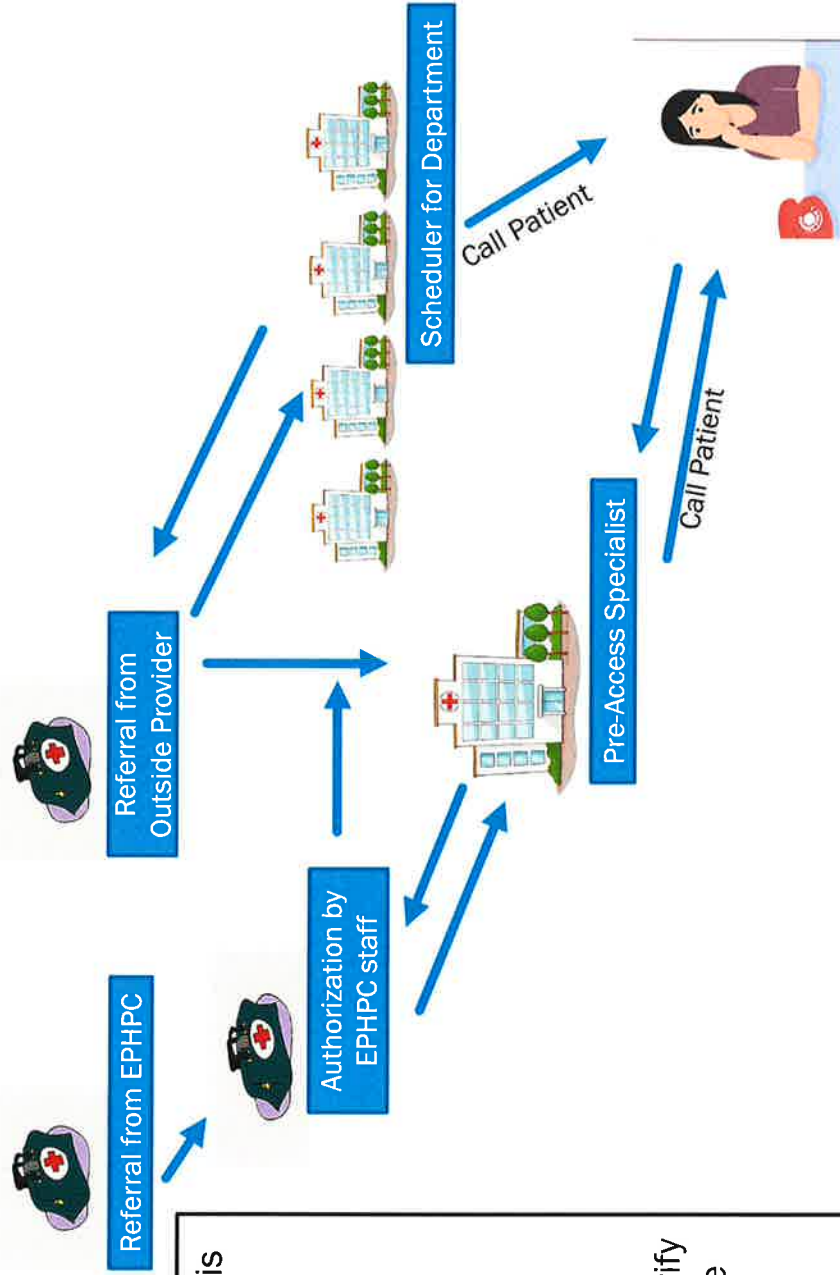 Referral from EPHPC
Referral from
Outside Provider
Authorization by
EPHPC staff
Pre-Access Specialist
Scheduler for Department
Call Patient
Call Patient
is